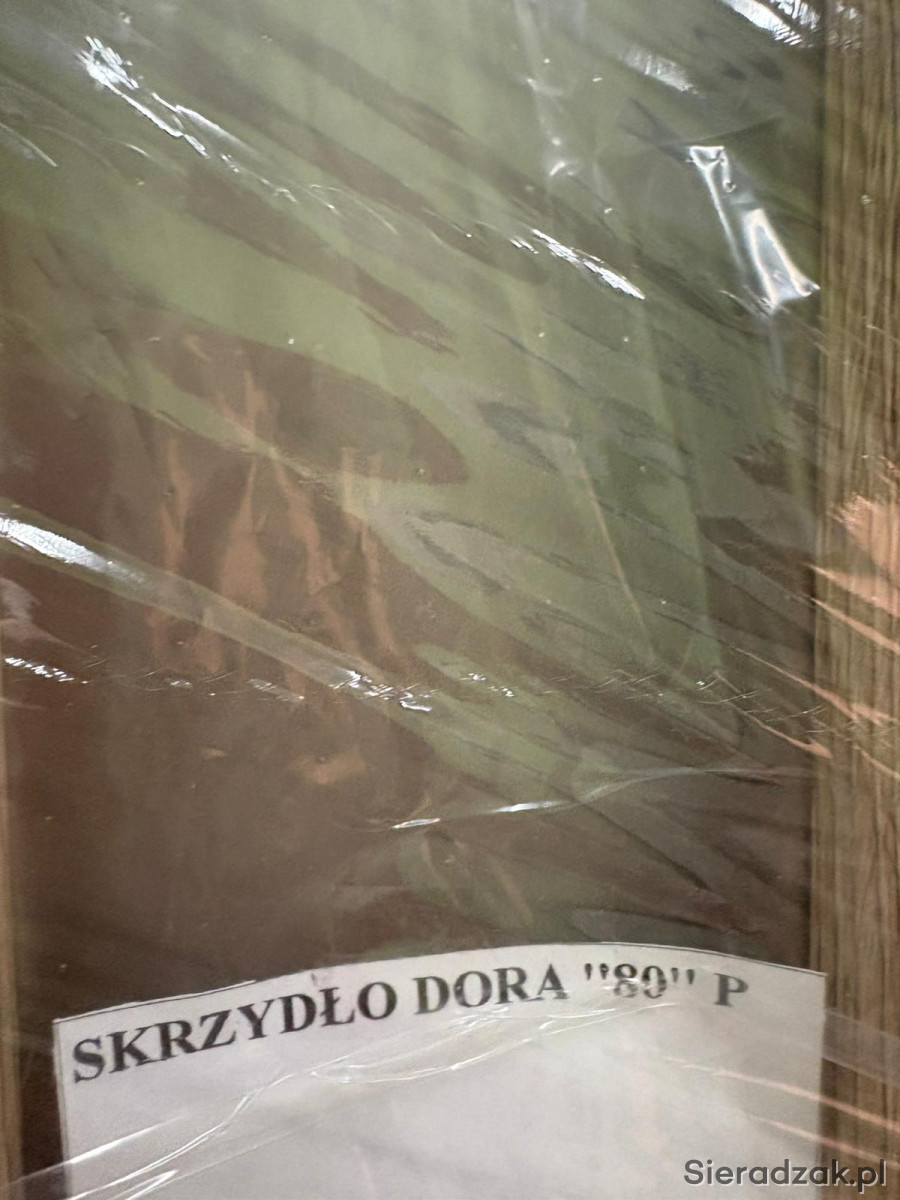 SKRZYDŁO DORA "80" P
Sieradzak.pl